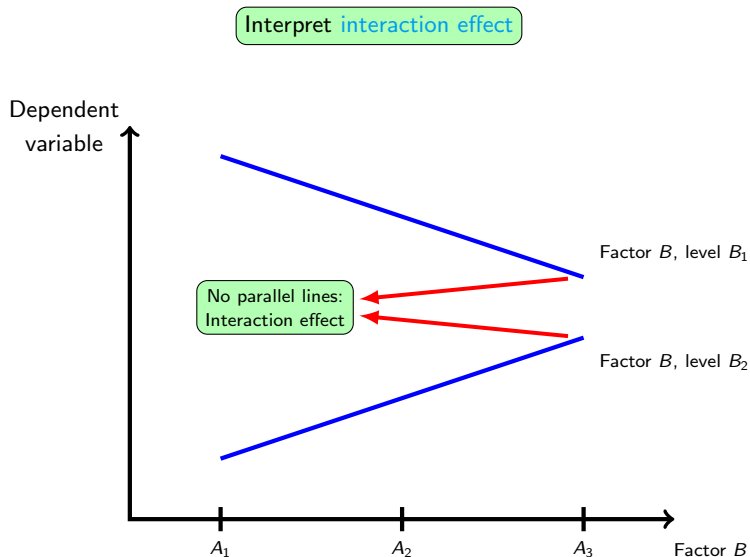 Interpret interaction effect
Dependent
variable
Factor B, level B₁
No parallel lines:
Interaction effect
Factor B, level B₂
A₁ A₂ A₃ Factor B